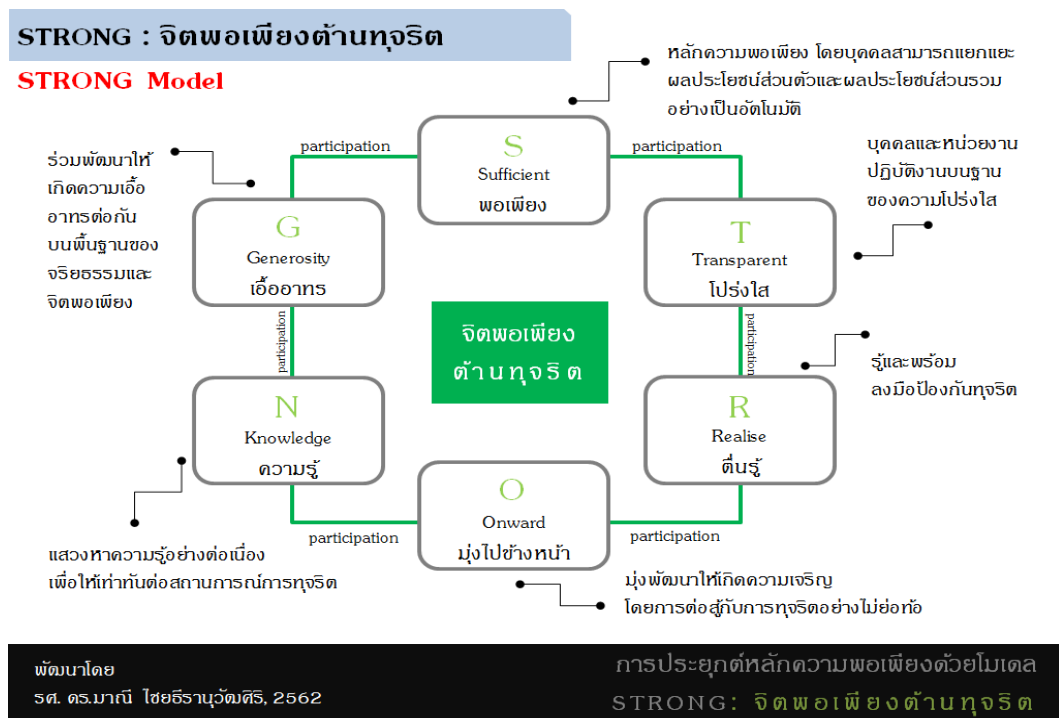 STRONG : จิตพอเพียงต้านทุจริต
STRONG Model
หลักความพอเพียง โดยบุคคลสามารถแยกแยะ
ผลประโยชน์ส่วนตัวและผลประโยชน์ส่วนรวม
อย่างเป็นอัตโนมัติ
participation
S
Sufficient
พอเพียง
participation
บุคคลและหน่วยงาน
ปฏิบัติงานบนฐาน
ของความโปร่งใส
ร่วมพัฒนาให้
เกิดความเอื้อ
อาทรต่อกัน
บนพื้นฐานของ
จริยธรรมและ
จิตพอเพียง
G
Generosity
เอื้ออาทร
T
Transparent
โปร่งใส
จิตพอเพียง
ต้านทุจริต
participation
participation
รู้และพร้อม
ลงมือป้องกันทุจริต
N
Knowledge
ความรู้
R
Realise
ตื่นรู้
O
Onward
มุ่งไปข้างหน้า
participation
participation
แสวงหาความรู้อย่างต่อเนื่อง
เพื่อให้เท่าทันต่อสถานการณ์การทุจริต
มุ่งพัฒนาให้เกิดความเจริญ
โดยการต่อสู้กับการทุจริตอย่างไม่ย่อท้อ
พัฒนาโดย
รศ. ดร.มาณี ไชยธีรานุวัฒศิริ, 2562
การประยุกต์หลักความพอเพียงด้วยโมเดล
STRONG: จิตพอเพียงต้านทุจริต